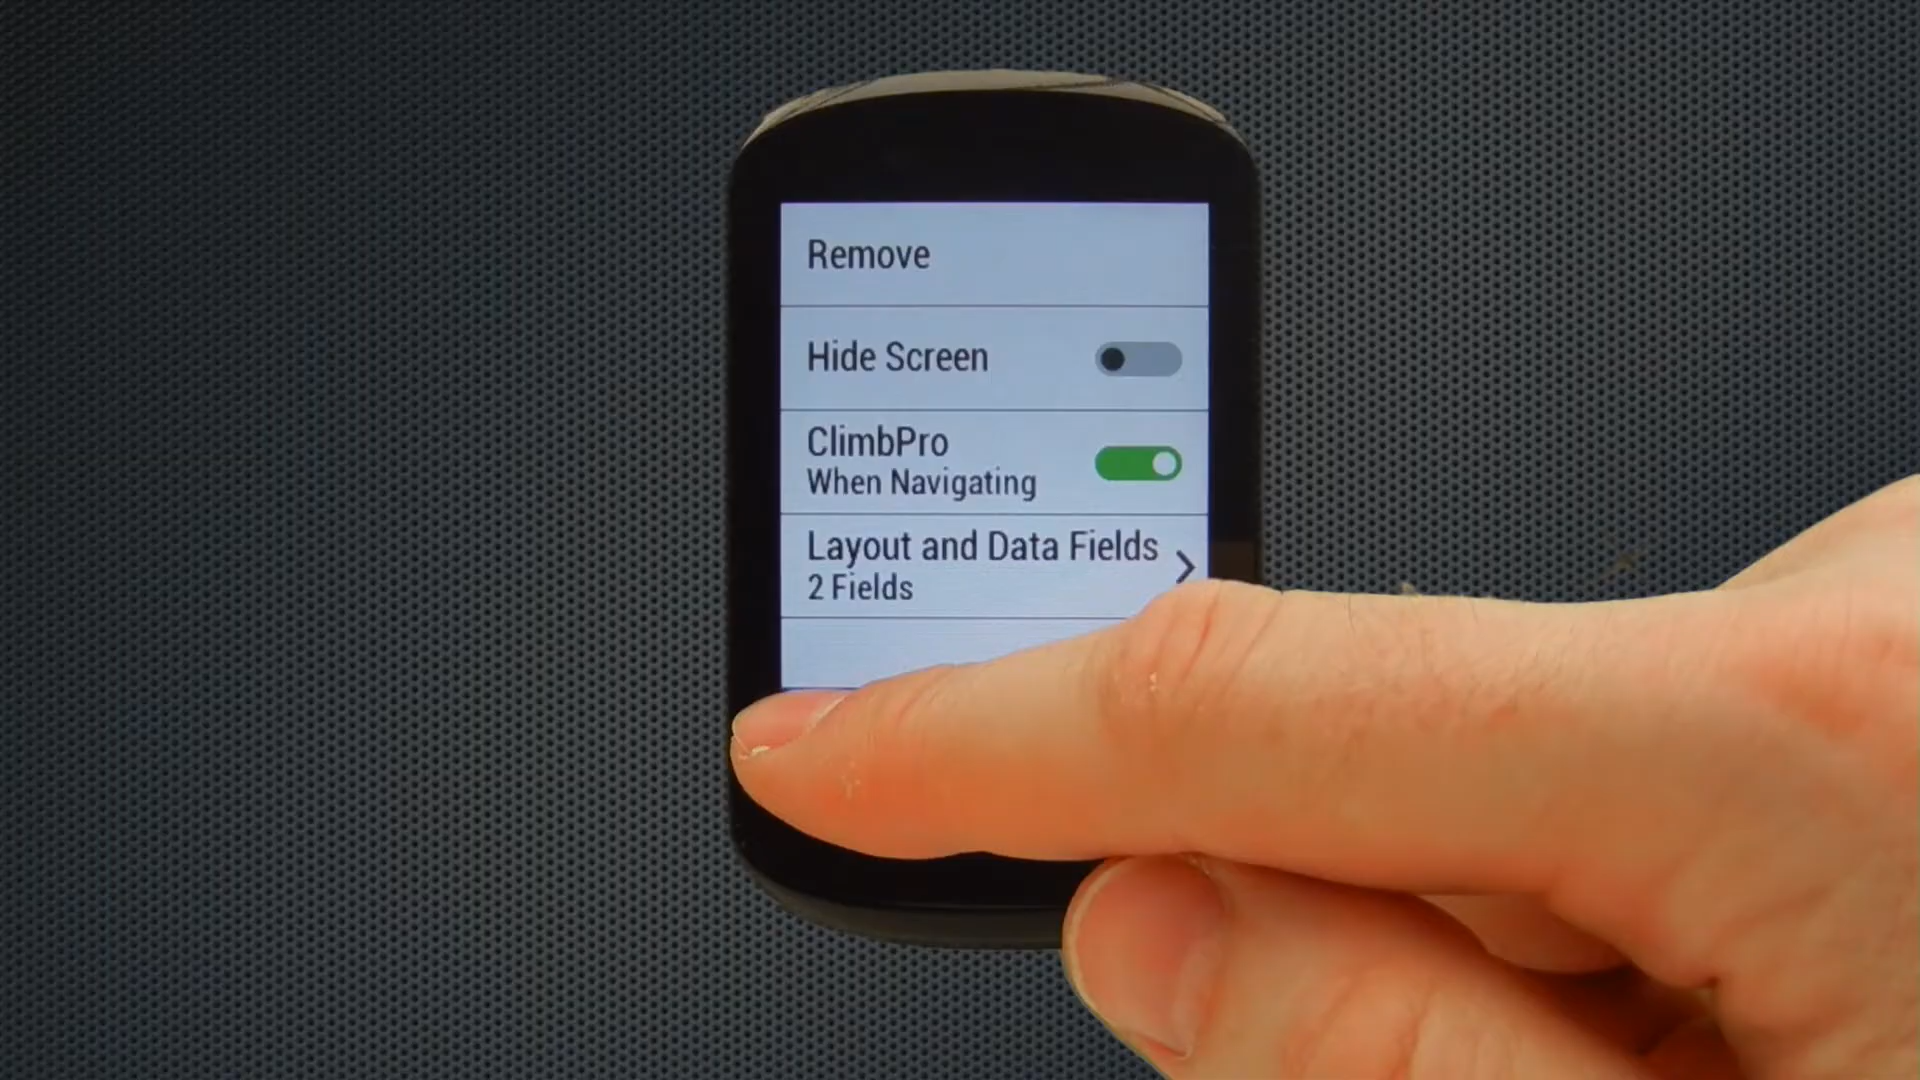 Remove
Hide Screen
ClimbPro
When Navigating
Layout and Data Fields
2 Fields